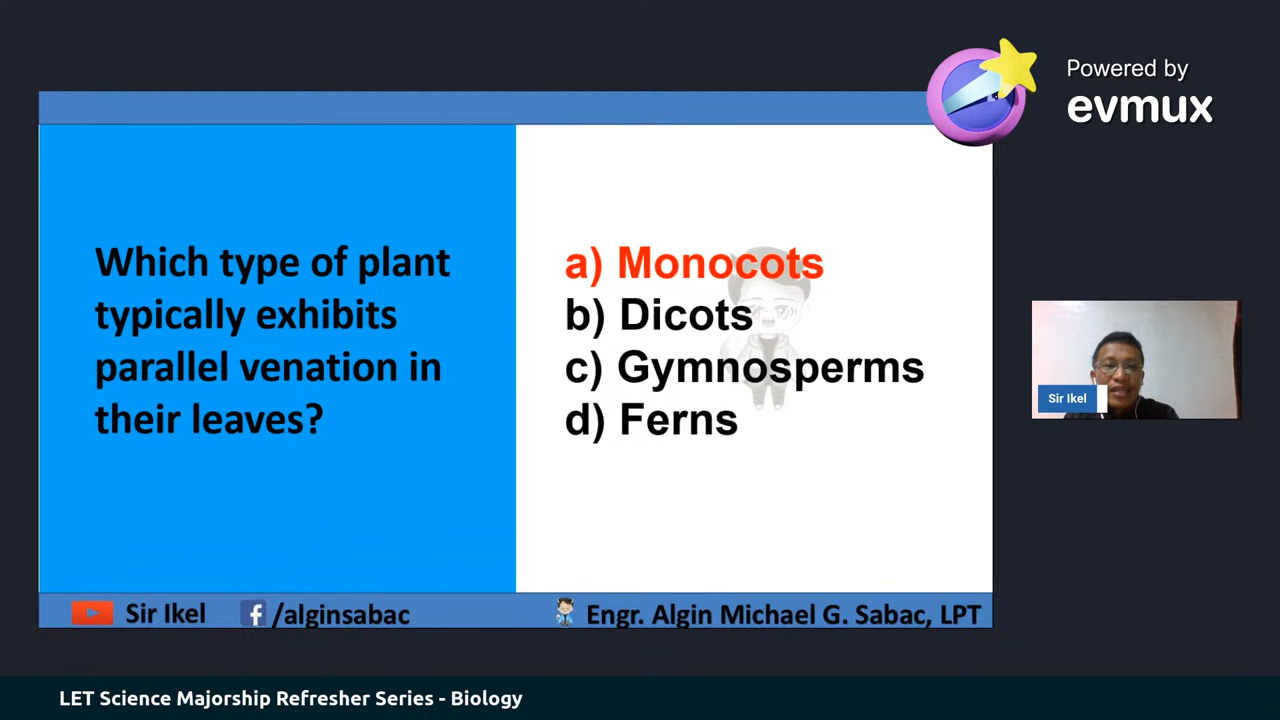 Powered by
evmux
Which type of plant
typically exhibits
parallel venation in
their leaves?
a) Monocots
b) Dicots
c) Gymnosperms
d) Ferns
Sir Ikel
Sir Ikel /alginsabac Engr. Algin Michael G. Sabac, LPT
LET Science Majorship Refresher Series - Biology